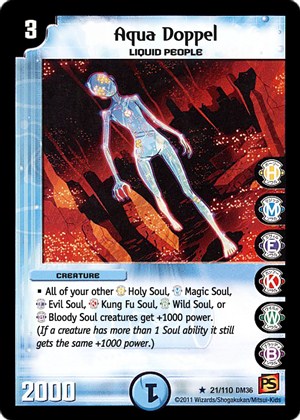 3
Aqua Doppel
LIQUID PEOPLE
H
M
E
K
W
B
CREATURE
■ All of your other Holy Soul, Magic Soul,
Evil Soul, Kung Fu Soul, Wild Soul, or
Bloody Soul creatures get +1000 power.
(If a creature has more than 1 Soul ability it still
gets the same +1000 power.)
2000
1
★ 21/110 DM36
©2011 Wizards/Shogakukan/Mitsui-Kids
PS